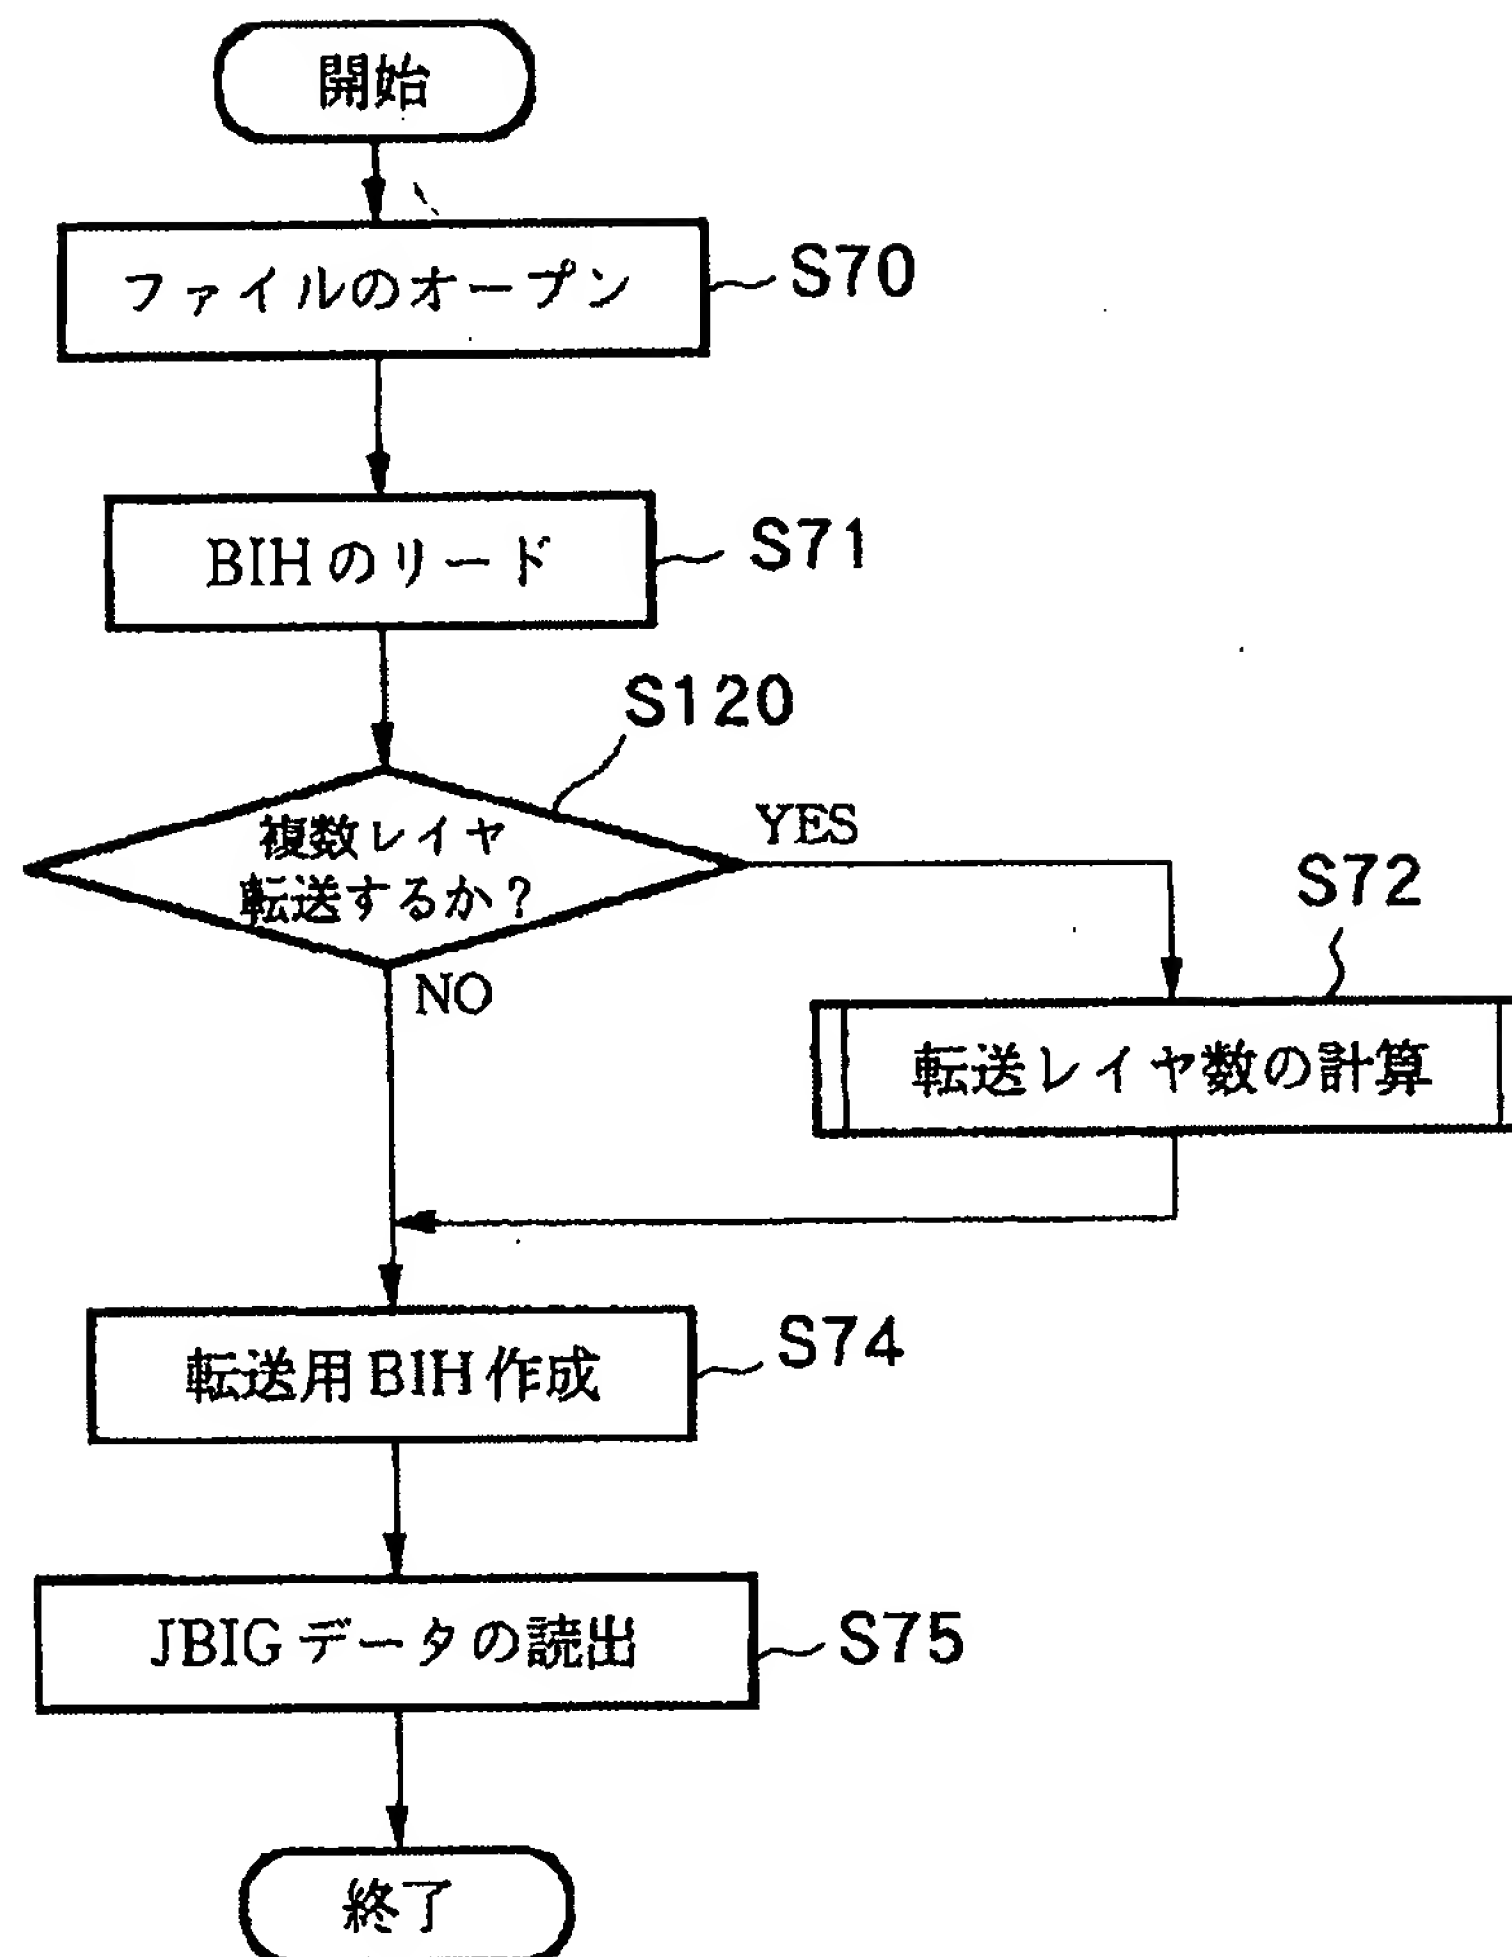 開始
ファイルのオープン
S70
BIHのリード
S71
S120
複数レイヤ
転送するか？
YES
NO
S72
転送レイヤ数の計算
転送用BIH作成
S74
JBIGデータの読出
S75
終了